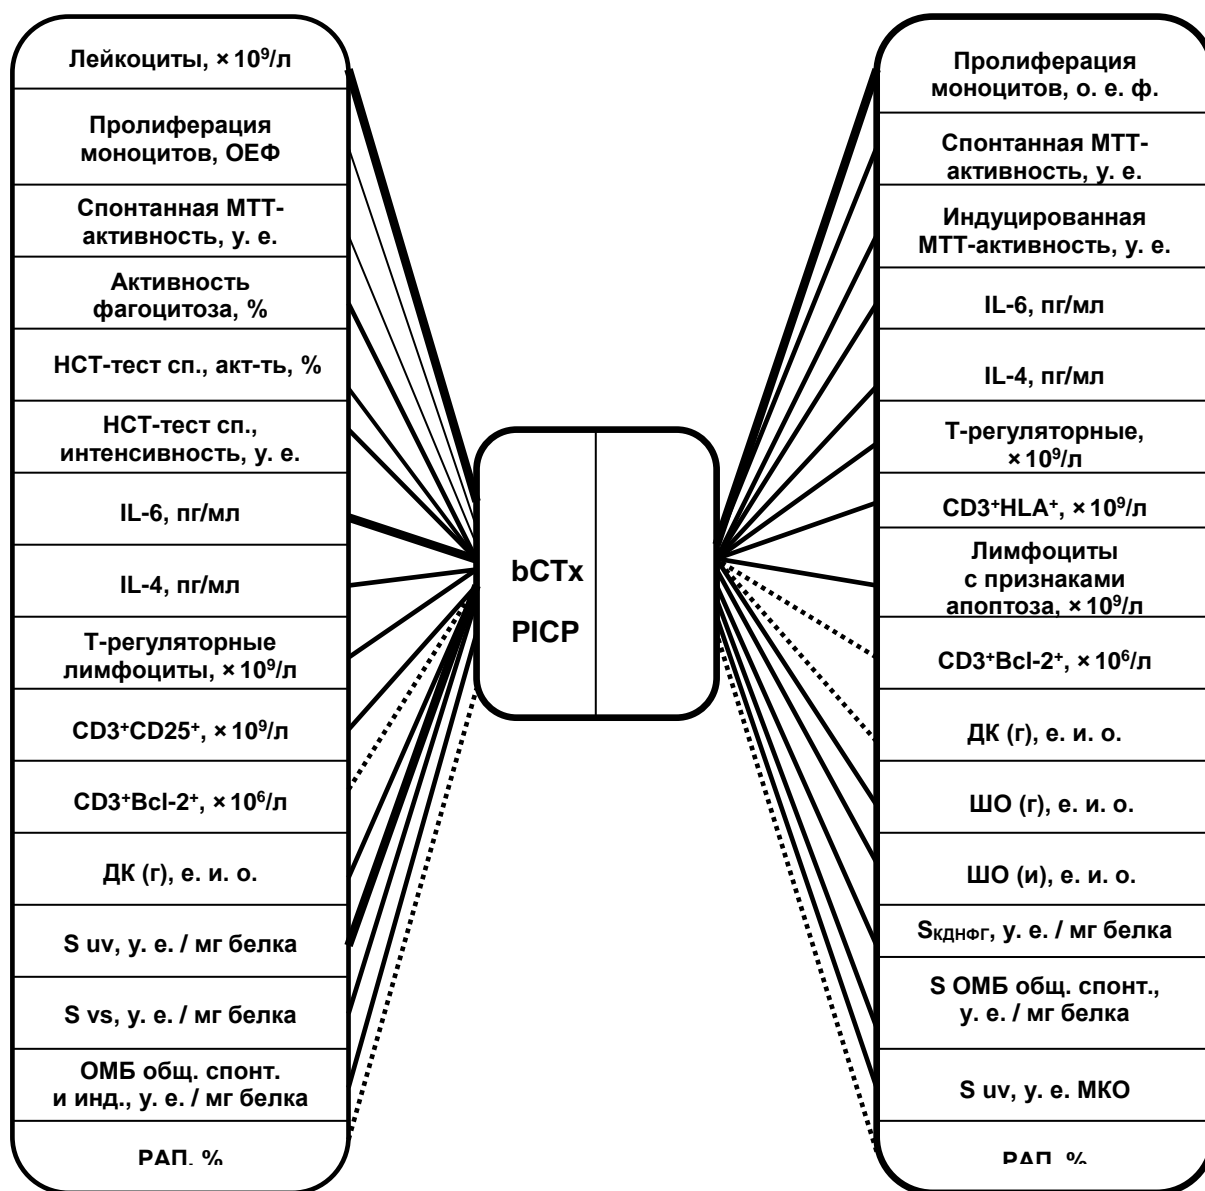 Лейкоциты, × 10⁹/л
Пролиферация
моноцитов, ОЕФ
Спонтанная МТТ-
активность, у. е.
Активность
фагоцитоза, %
НСТ-тест сп., акт-ть, %
НСТ-тест сп.,
интенсивность, у. е.
IL-6, пг/мл
IL-4, пг/мл
Т-регуляторные
лимфоциты, × 10⁹/л
CD3⁺CD25⁺, × 10⁹/л
CD3⁺Bcl-2⁺, × 10⁶/л
ДК (г), е. и. о.
S uv, у. е. / мг белка
S vs, у. е. / мг белка
ОМБ общ. спонт.
и инд., у. е. / мг белка
РАП, %
bCTx
PICP
Пролиферация
моноцитов, о. е. ф.
Спонтанная МТТ-
активность, у. е.
Индуцированная
МТТ-активность, у. е.
IL-6, пг/мл
IL-4, пг/мл
Т-регуляторные,
× 10⁹/л
CD3⁺HLA⁺, × 10⁹/л
Лимфоциты
с признаками
апоптоза, × 10⁹/л
CD3⁺Bcl-2⁺, × 10⁶/л
ДК (г), е. и. о.
ШО (г), е. и. о.
ШО (и), е. и. о.
Sкднфг, у. е. / мг белка
S ОМБ общ. спонт.,
у. е. / мг белка
S uv, у. е. МКО
РАП, %